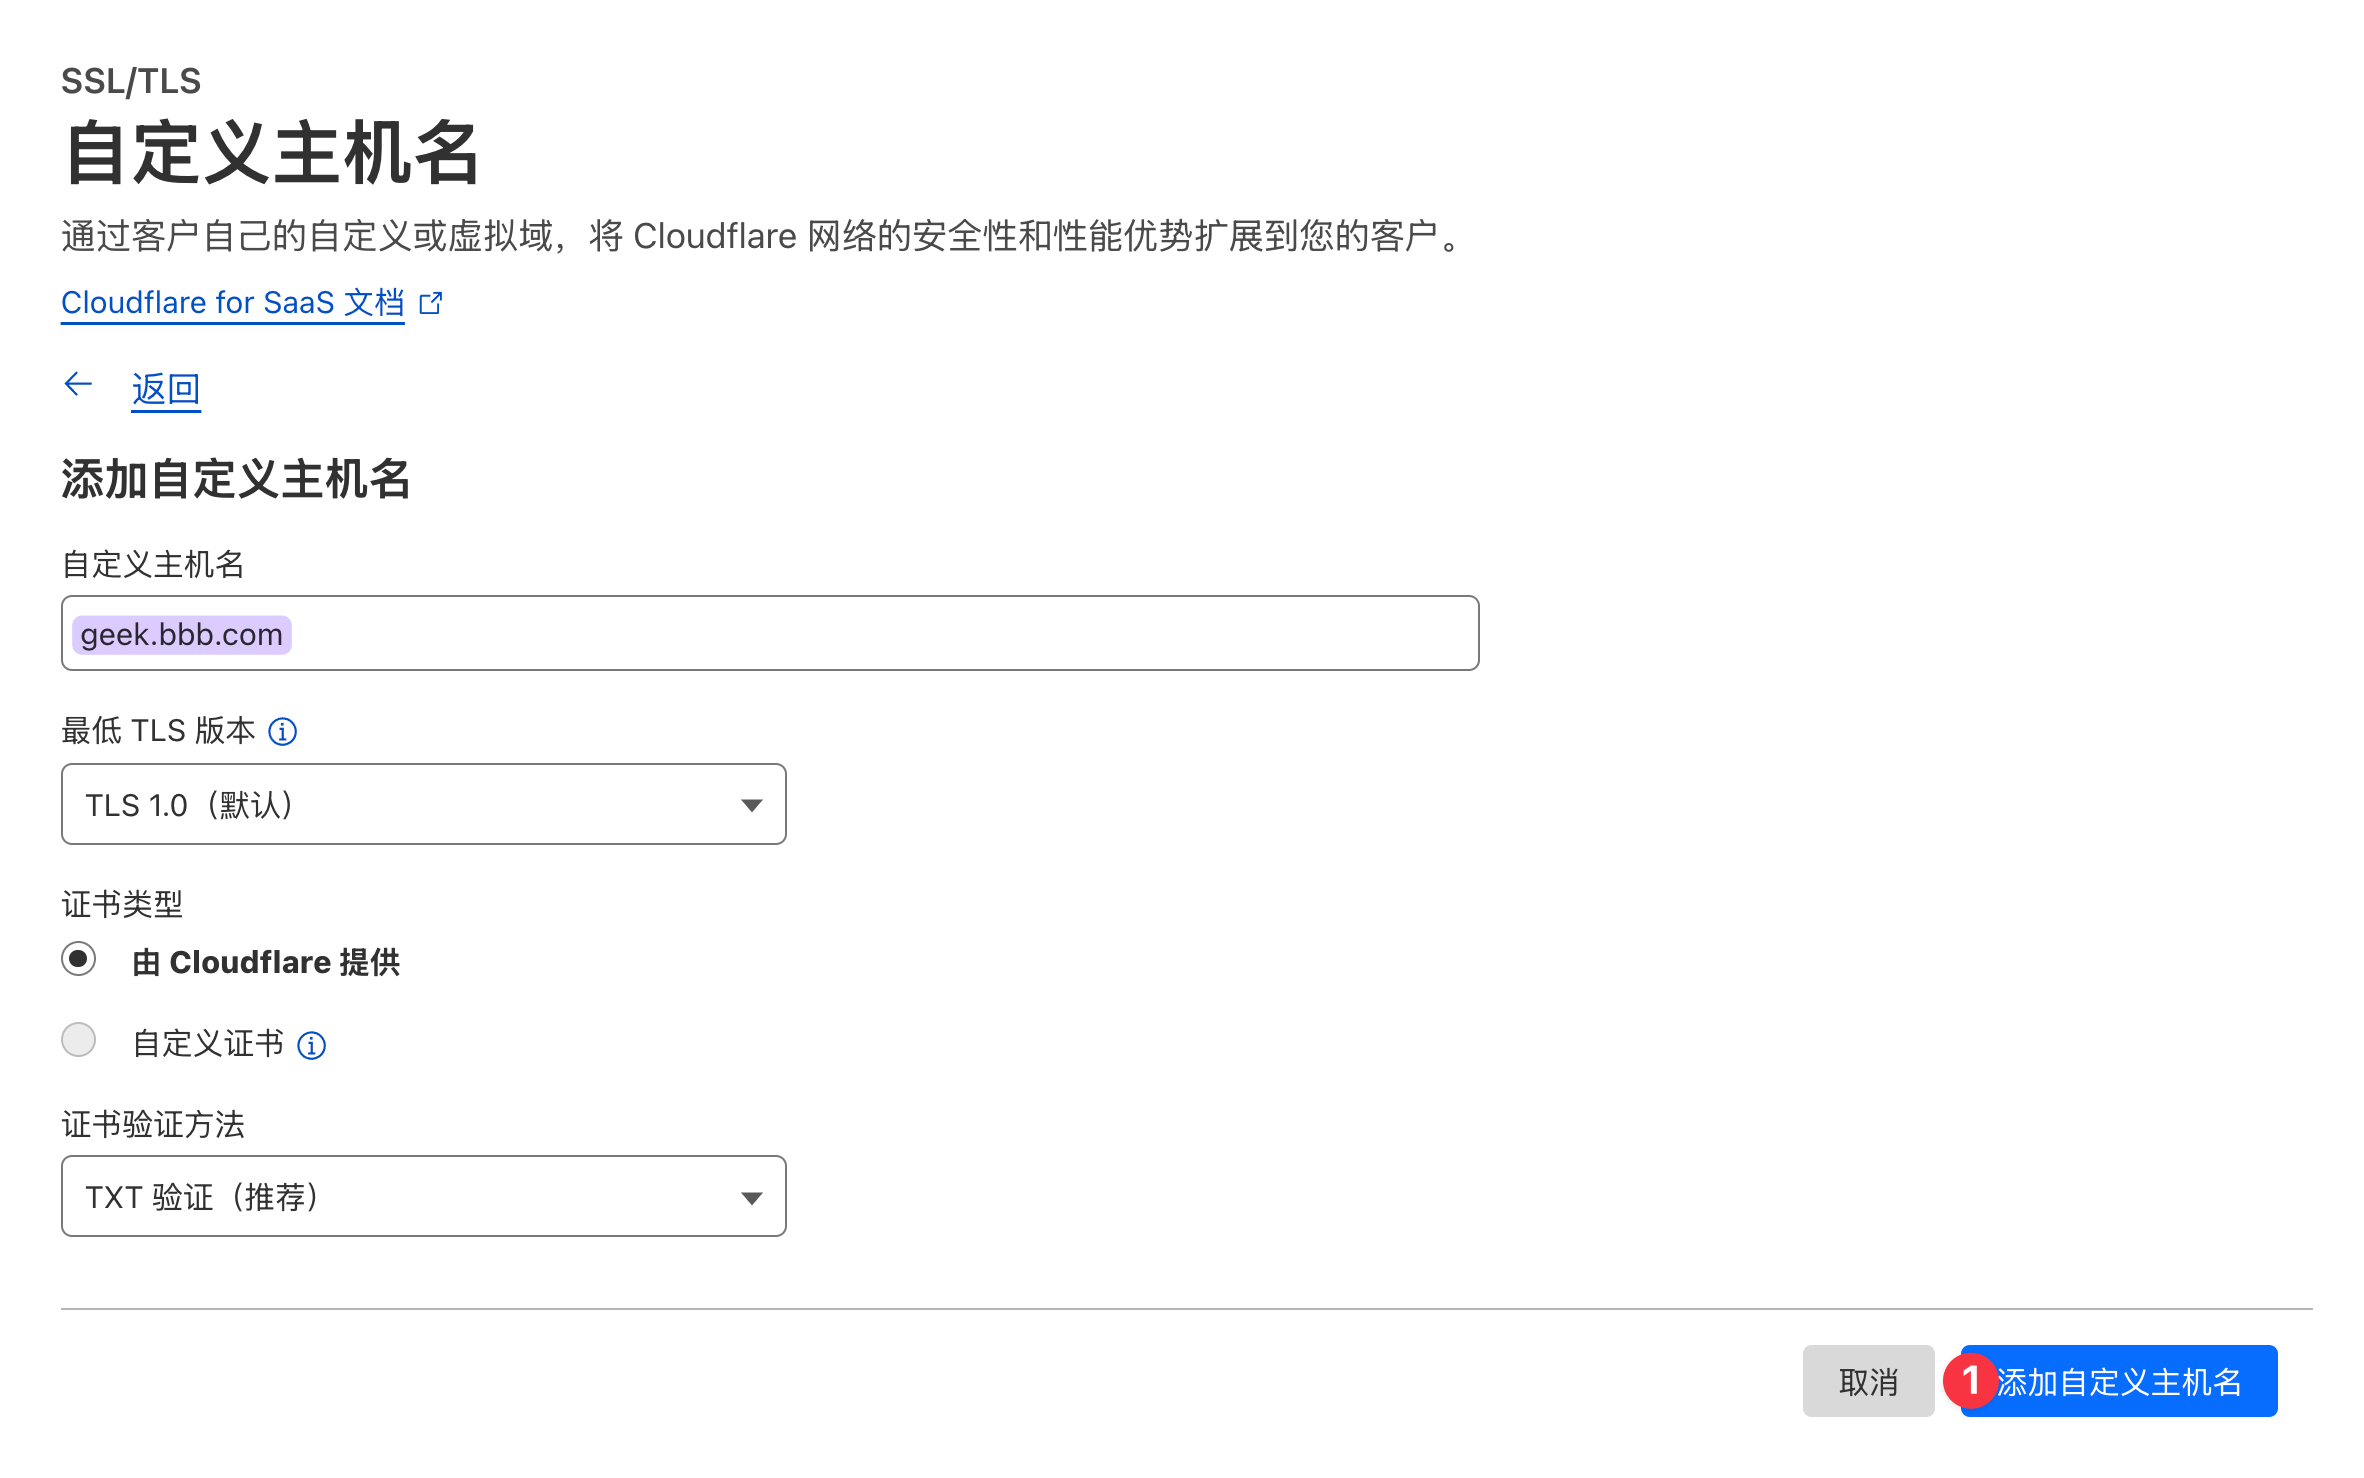 SSL/TLS
自定义主机名
通过客户自己的自定义或虚拟域，将 Cloudflare 网络的安全性和性能优势扩展到您的客户。
Cloudflare for SaaS 文档
返回
添加自定义主机名
自定义主机名
geek.bbb.com
最低 TLS 版本
TLS 1.0（默认）
证书类型
由 Cloudflare 提供
自定义证书
证书验证方法
TXT 验证（推荐）
取消
1 添加自定义主机名